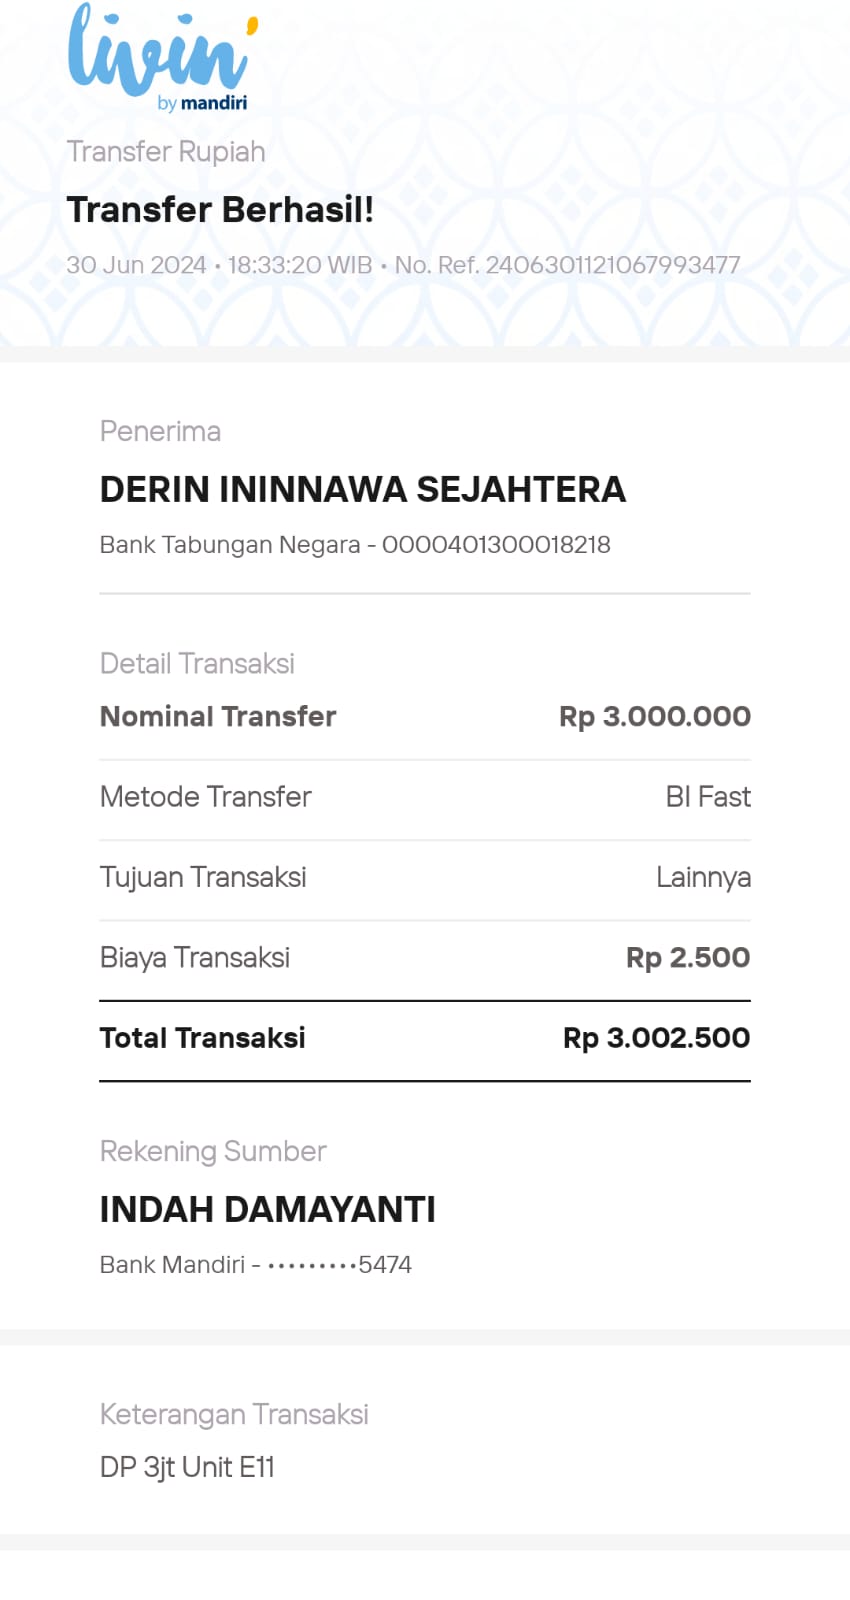 livin'
by mandiri
Transfer Rupiah
Transfer Berhasil!
30 Jun 2024 • 18:33:20 WIB • No. Ref. 2406301121067993477
Penerima
DERIN ININNAWA SEJAHTERA
Bank Tabungan Negara - 0000401300018218
Detail Transaksi
Nominal Transfer Rp 3.000.000
Metode Transfer BI Fast
Tujuan Transaksi Lainnya
Biaya Transaksi Rp 2.500
Total Transaksi Rp 3.002.500
Rekening Sumber
INDAH DAMAYANTI
Bank Mandiri - •••••••••5474
Keterangan Transaksi
DP 3jt Unit E11